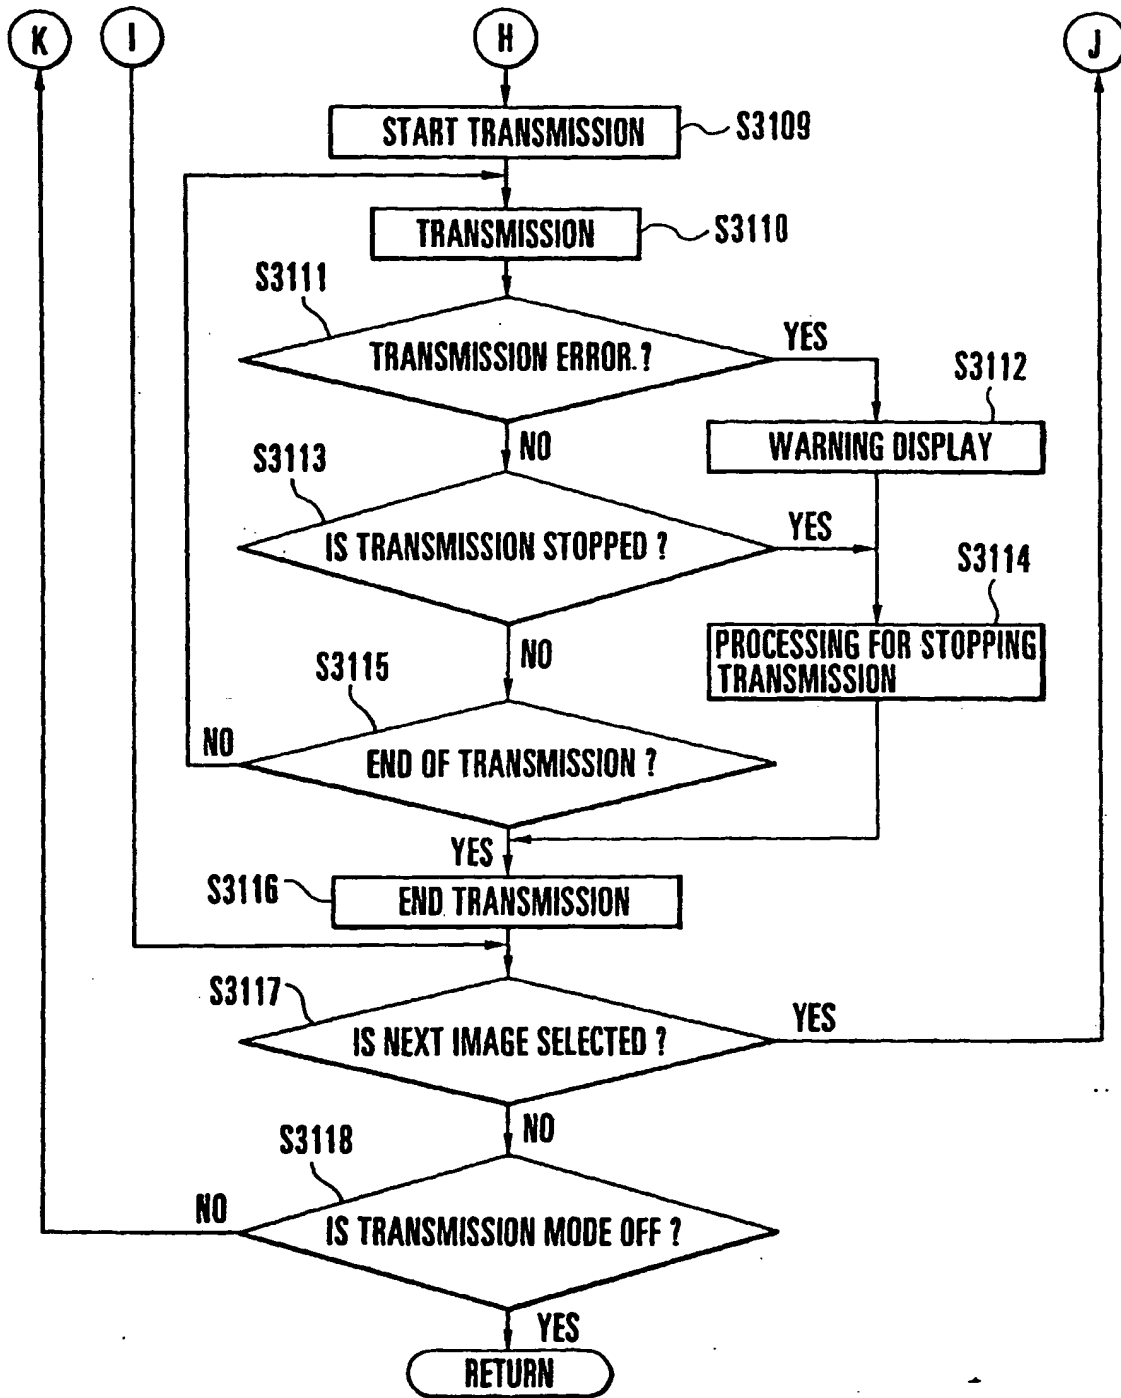 K
I
H
J
START TRANSMISSION
S3109
TRANSMISSION
S3110
S3111
TRANSMISSION ERROR.?
YES
S3112
WARNING DISPLAY
NO
S3113
IS TRANSMISSION STOPPED ?
YES
S3114
PROCESSING FOR STOPPING
TRANSMISSION
NO
S3115
NO
END OF TRANSMISSION ?
YES
S3116
END TRANSMISSION
S3117
IS NEXT IMAGE SELECTED ?
YES
NO
S3118
NO
IS TRANSMISSION MODE OFF ?
YES
RETURN